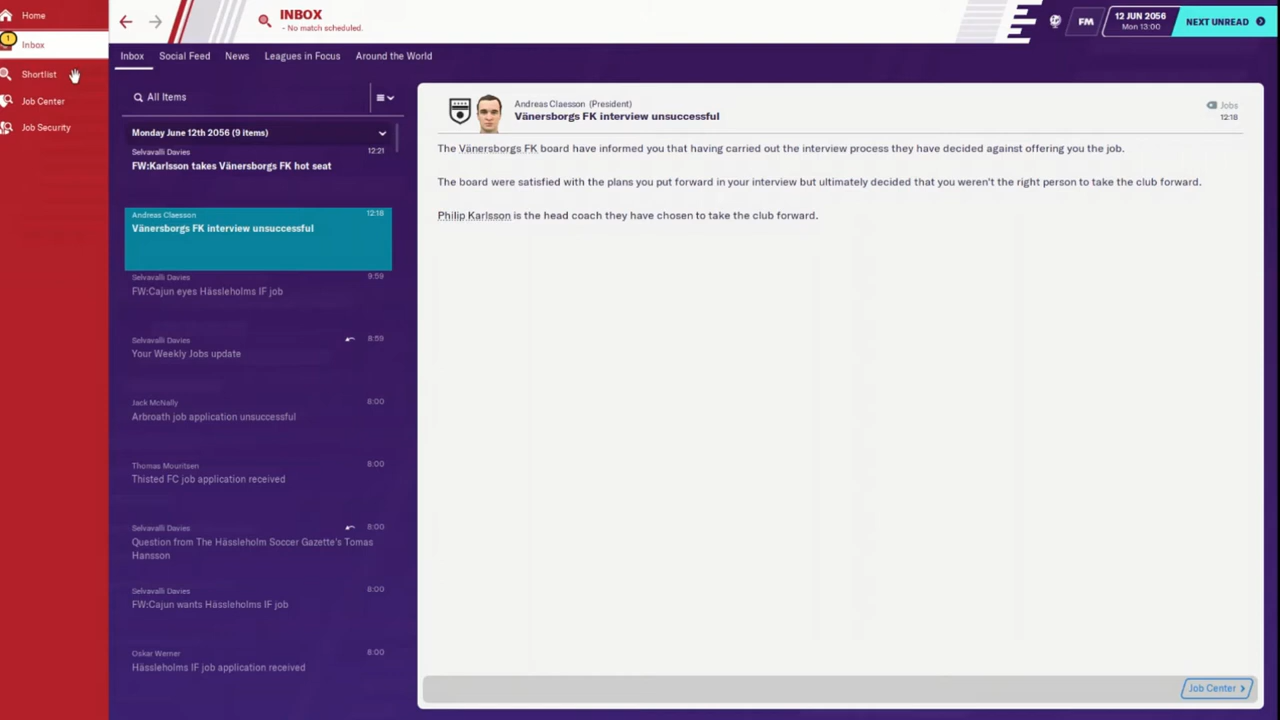 Home
Inbox
Shortlist
Job Center
Job Security
INBOX
- No match scheduled.
FM
12 JUN 2056
Mon 13:00
NEXT UNREAD
Inbox
Social Feed
News
Leagues in Focus
Around the World
All Items
Monday June 12th 2056 (9 items)
Selvavalli Davies
12:21
FW:Karlsson takes Vänersborgs FK hot seat
Andreas Claesson
12:18
Vänersborgs FK interview unsuccessful
Selvavalli Davies
9:59
FW:Cajun eyes Hässleholms IF job
Selvavalli Davies
8:59
Your Weekly Jobs update
Jack McNally
8:00
Arbroath job application unsuccessful
Thomas Mouritsen
8:00
Thisted FC job application received
Selvavalli Davies
8:00
Question from The Hässleholm Soccer Gazette's Tomas
Hansson
Selvavalli Davies
8:00
FW:Cajun wants Hässleholms IF job
Oskar Werner
8:00
Hässleholms IF job application received
Andreas Claesson (President)
Vänersborgs FK interview unsuccessful
Jobs
12:18
The Vänersborgs FK board have informed you that having carried out the interview process they have decided against offering you the job.
The board were satisfied with the plans you put forward in your interview but ultimately decided that you weren't the right person to take the club forward.
Philip Karlsson is the head coach they have chosen to take the club forward.
Job Center